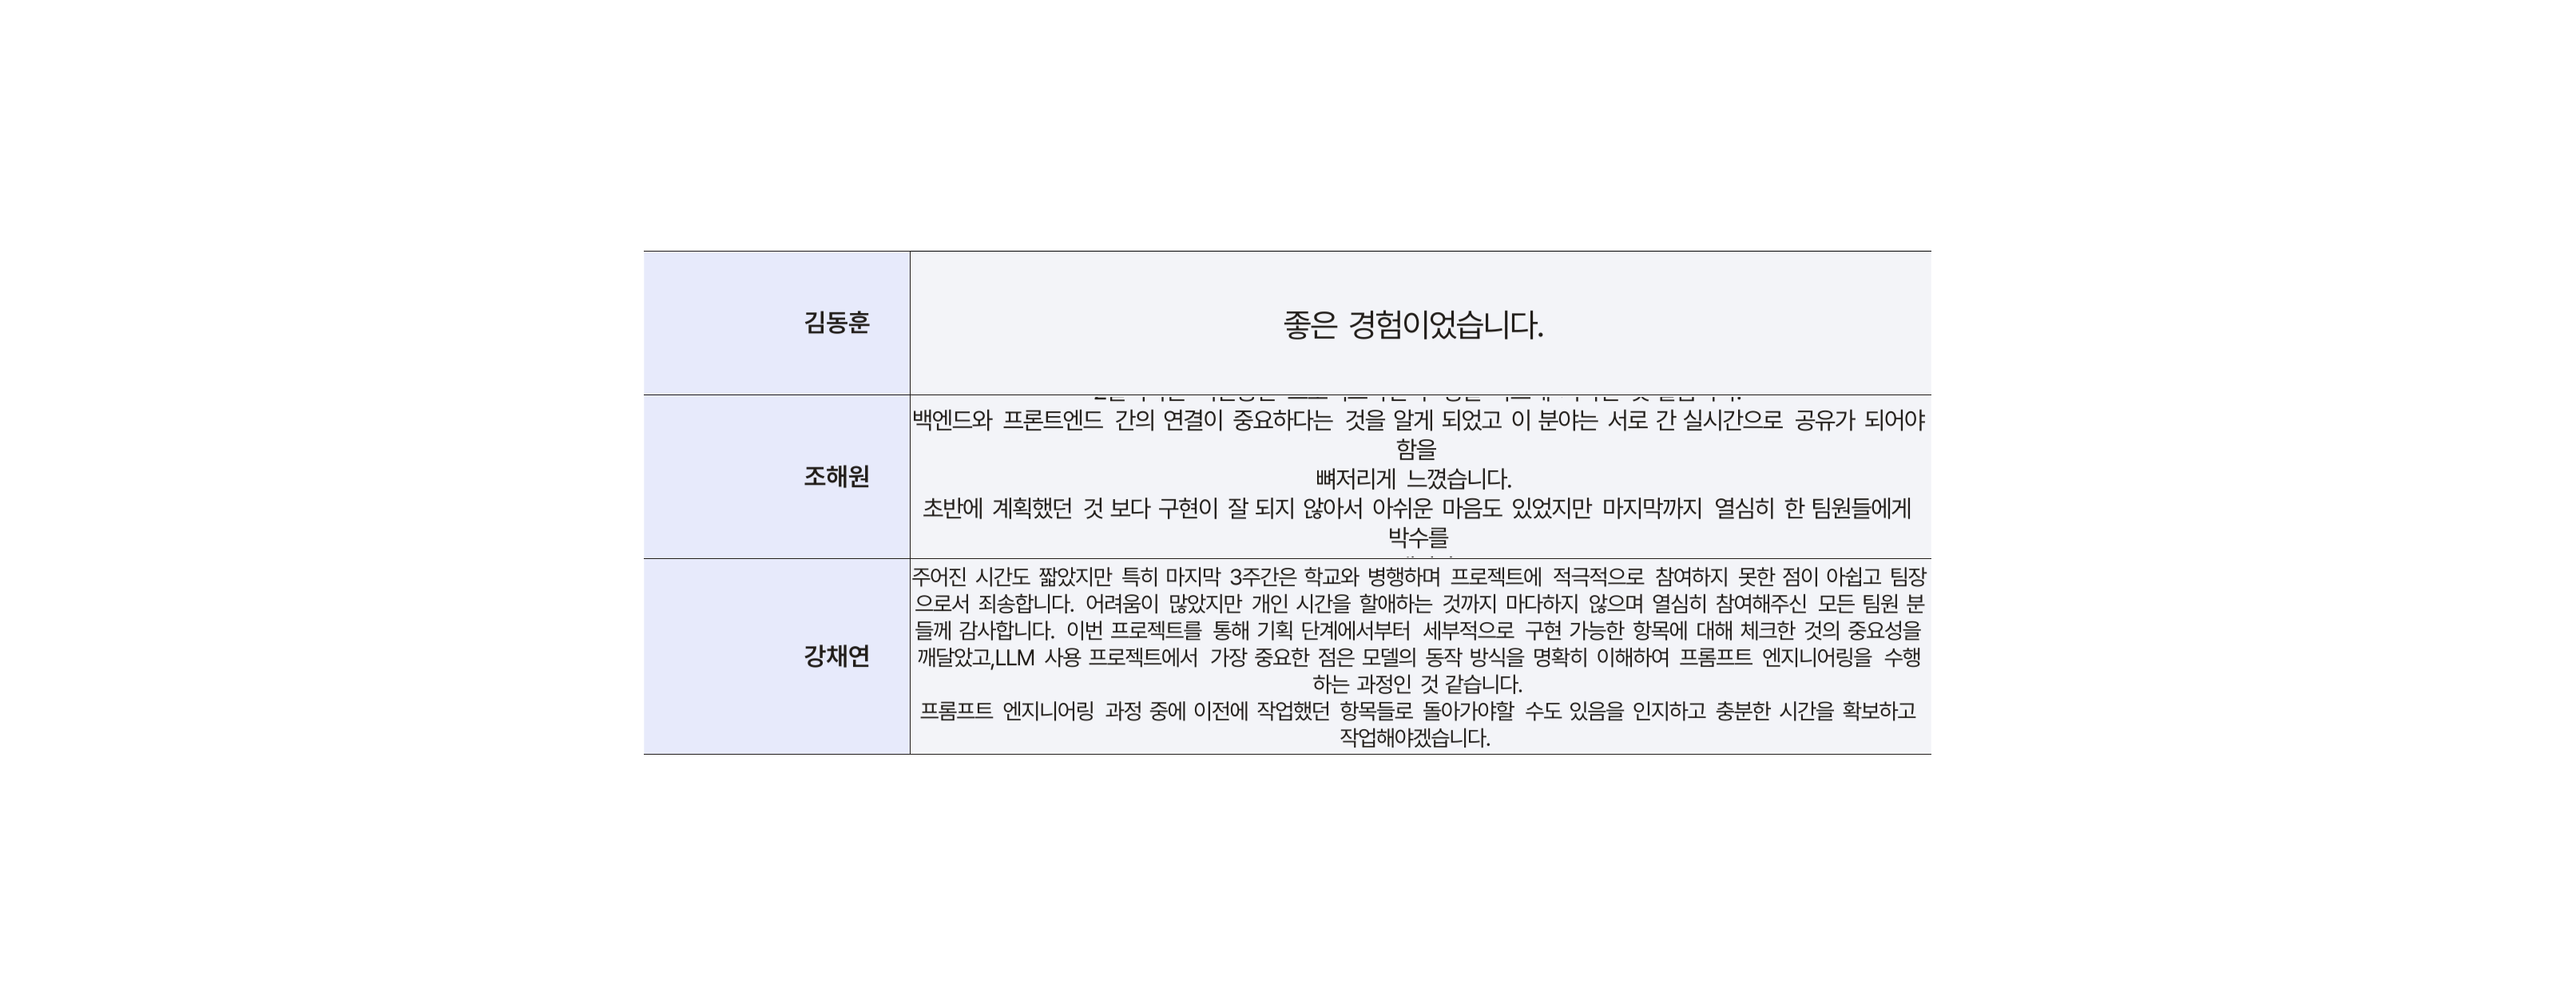 김동훈
좋은 경험이었습니다.
조해원
백엔드와 프론트엔드 간의 연결이 중요하다는 것을 알게 되었고 이 분야는 서로 간 실시간으로 공유가 되어야
함을
뼈저리게 느꼈습니다.
초반에 계획했던 것 보다 구현이 잘 되지 않아서 아쉬운 마음도 있었지만 마지막까지 열심히 한 팀원들에게
박수를
강채연
주어진 시간도 짧았지만 특히 마지막 3주간은 학교와 병행하며 프로젝트에 적극적으로 참여하지 못한 점이 아쉽고 팀장
으로서 죄송합니다. 어려움이 많았지만 개인 시간을 할애하는 것까지 마다하지 않으며 열심히 참여해주신 모든 팀원 분
들께 감사합니다. 이번 프로젝트를 통해 기획 단계에서부터 세부적으로 구현 가능한 항목에 대해 체크한 것의 중요성을
깨달았고,LLM 사용 프로젝트에서 가장 중요한 점은 모델의 동작 방식을 명확히 이해하여 프롬프트 엔지니어링을 수행
하는 과정인 것 같습니다.
프롬프트 엔지니어링 과정 중에 이전에 작업했던 항목들로 돌아가야할 수도 있음을 인지하고 충분한 시간을 확보하고
작업해야겠습니다.